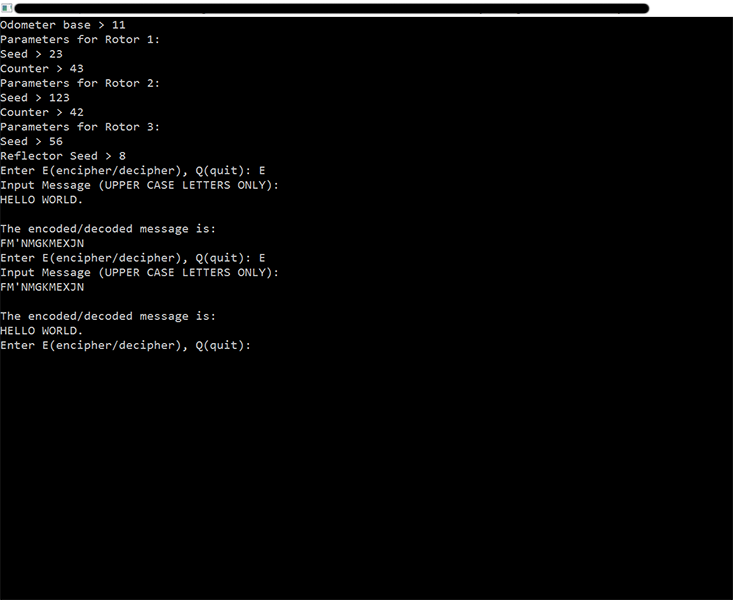 Odometer base > 11
Parameters for Rotor 1:
Seed > 23
Counter > 43
Parameters for Rotor 2:
Seed > 123
Counter > 42
Parameters for Rotor 3:
Seed > 56
Reflector Seed > 8
Enter E(encipher/decipher), Q(quit): E
Input Message (UPPER CASE LETTERS ONLY):
HELLO WORLD.
The encoded/decoded message is:
FM'NMGKMEXJN
Enter E(encipher/decipher), Q(quit): E
Input Message (UPPER CASE LETTERS ONLY):
FM'NMGKMEXJN
The encoded/decoded message is:
HELLO WORLD.
Enter E(encipher/decipher), Q(quit):